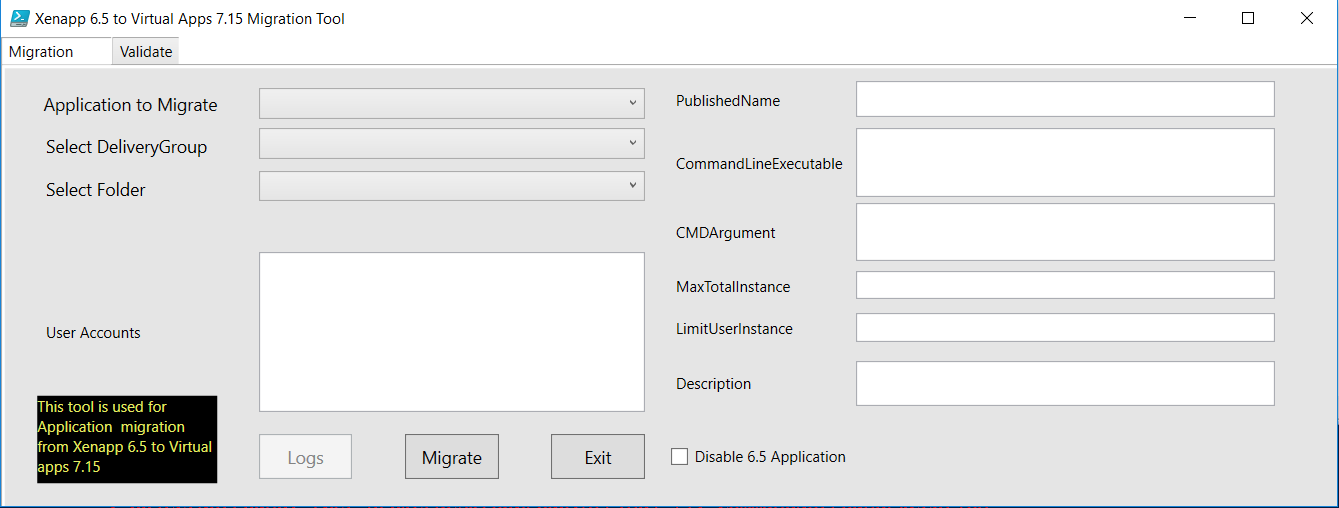 Xenapp 6.5 to Virtual Apps 7.15 Migration Tool
Migration
Validate
Application to Migrate
Select DeliveryGroup
Select Folder
User Accounts
This tool is used for
Application  migration
from Xenapp 6.5 to Virtual
apps 7.15
Logs
Migrate
Exit
PublishedName
CommandLineExecutable
CMDArgument
MaxTotalInstance
LimitUserInstance
Description
Disable 6.5 Application